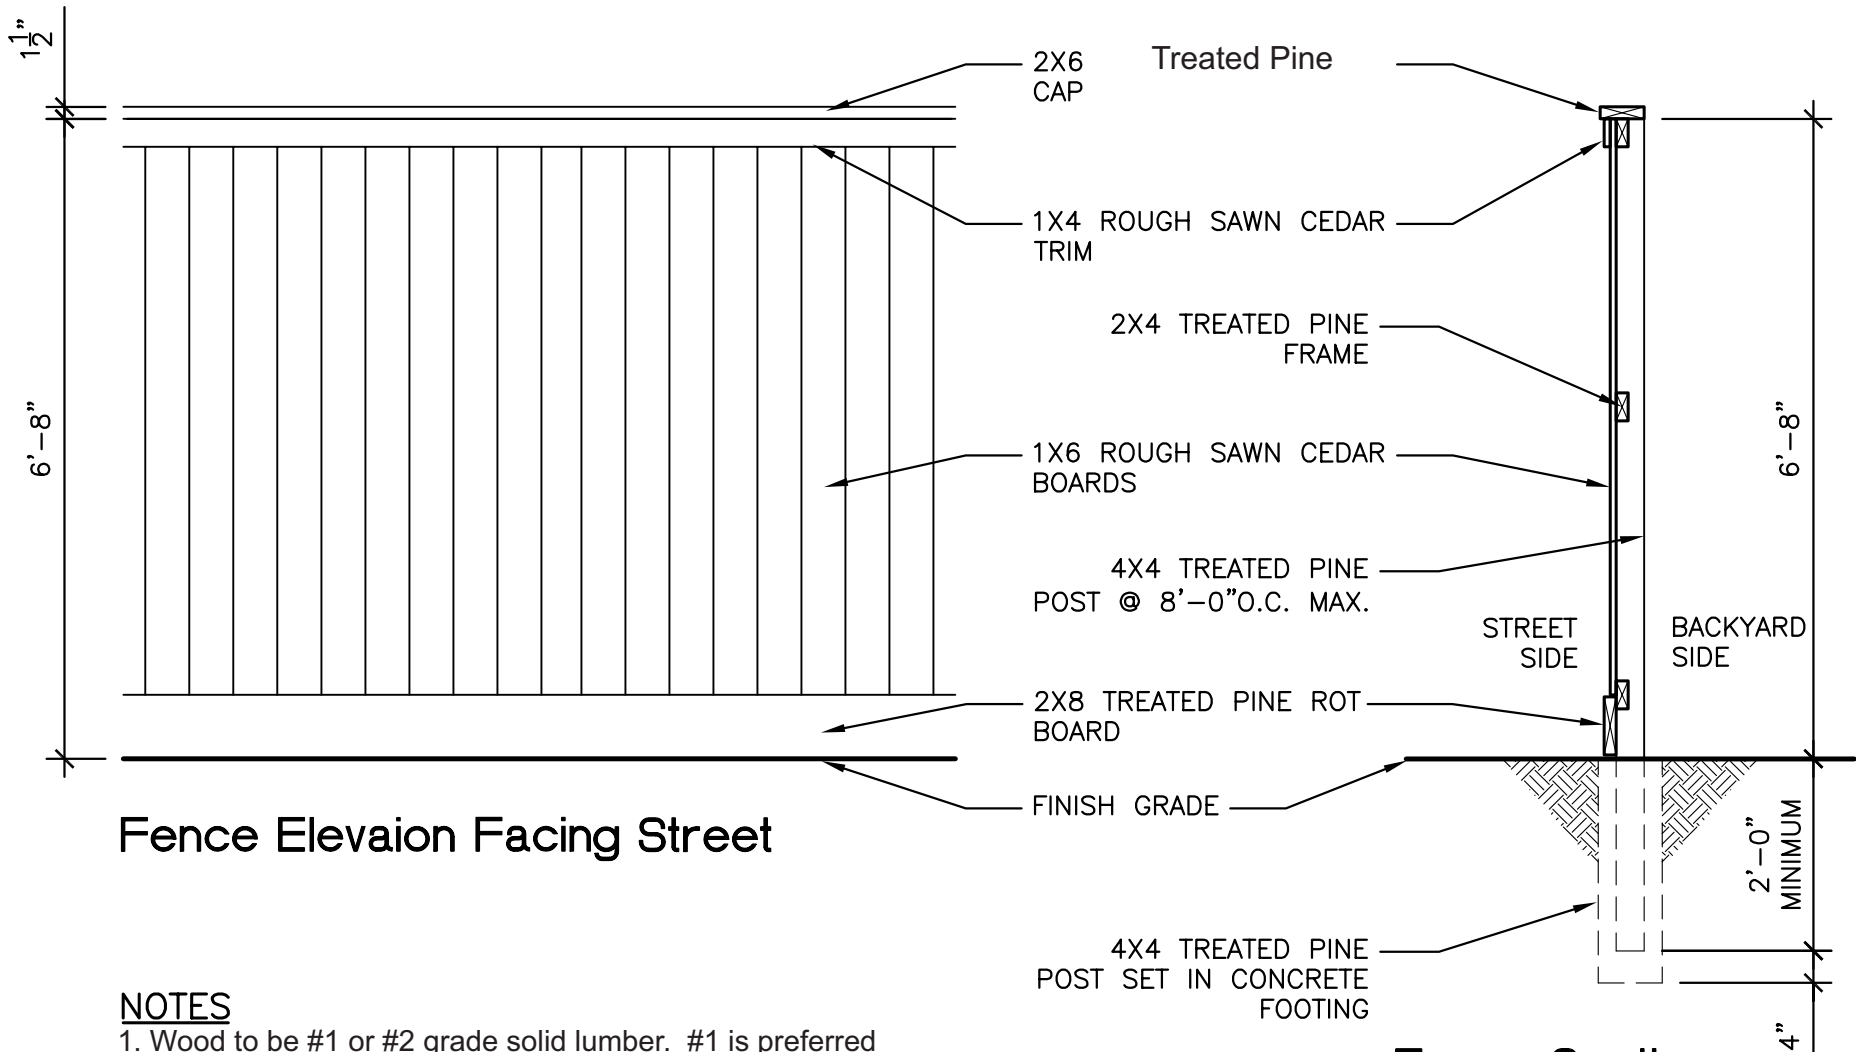 1 1/2"
2X6 Treated Pine
CAP
1X4 ROUGH SAWN CEDAR
TRIM
2X4 TREATED PINE
FRAME
6'-8"
6'-8"
1X6 ROUGH SAWN CEDAR
BOARDS
4X4 TREATED PINE
POST @ 8'-0"O.C. MAX.
STREET
SIDE
BACKYARD
SIDE
2X8 TREATED PINE ROT
BOARD
FINISH GRADE
Fence Elevaion Facing Street
2'-0"
MINIMUM
4X4 TREATED PINE
POST SET IN CONCRETE
FOOTING
NOTES
1. Wood to be #1 or #2 grade solid lumber. #1 is preferred
4"